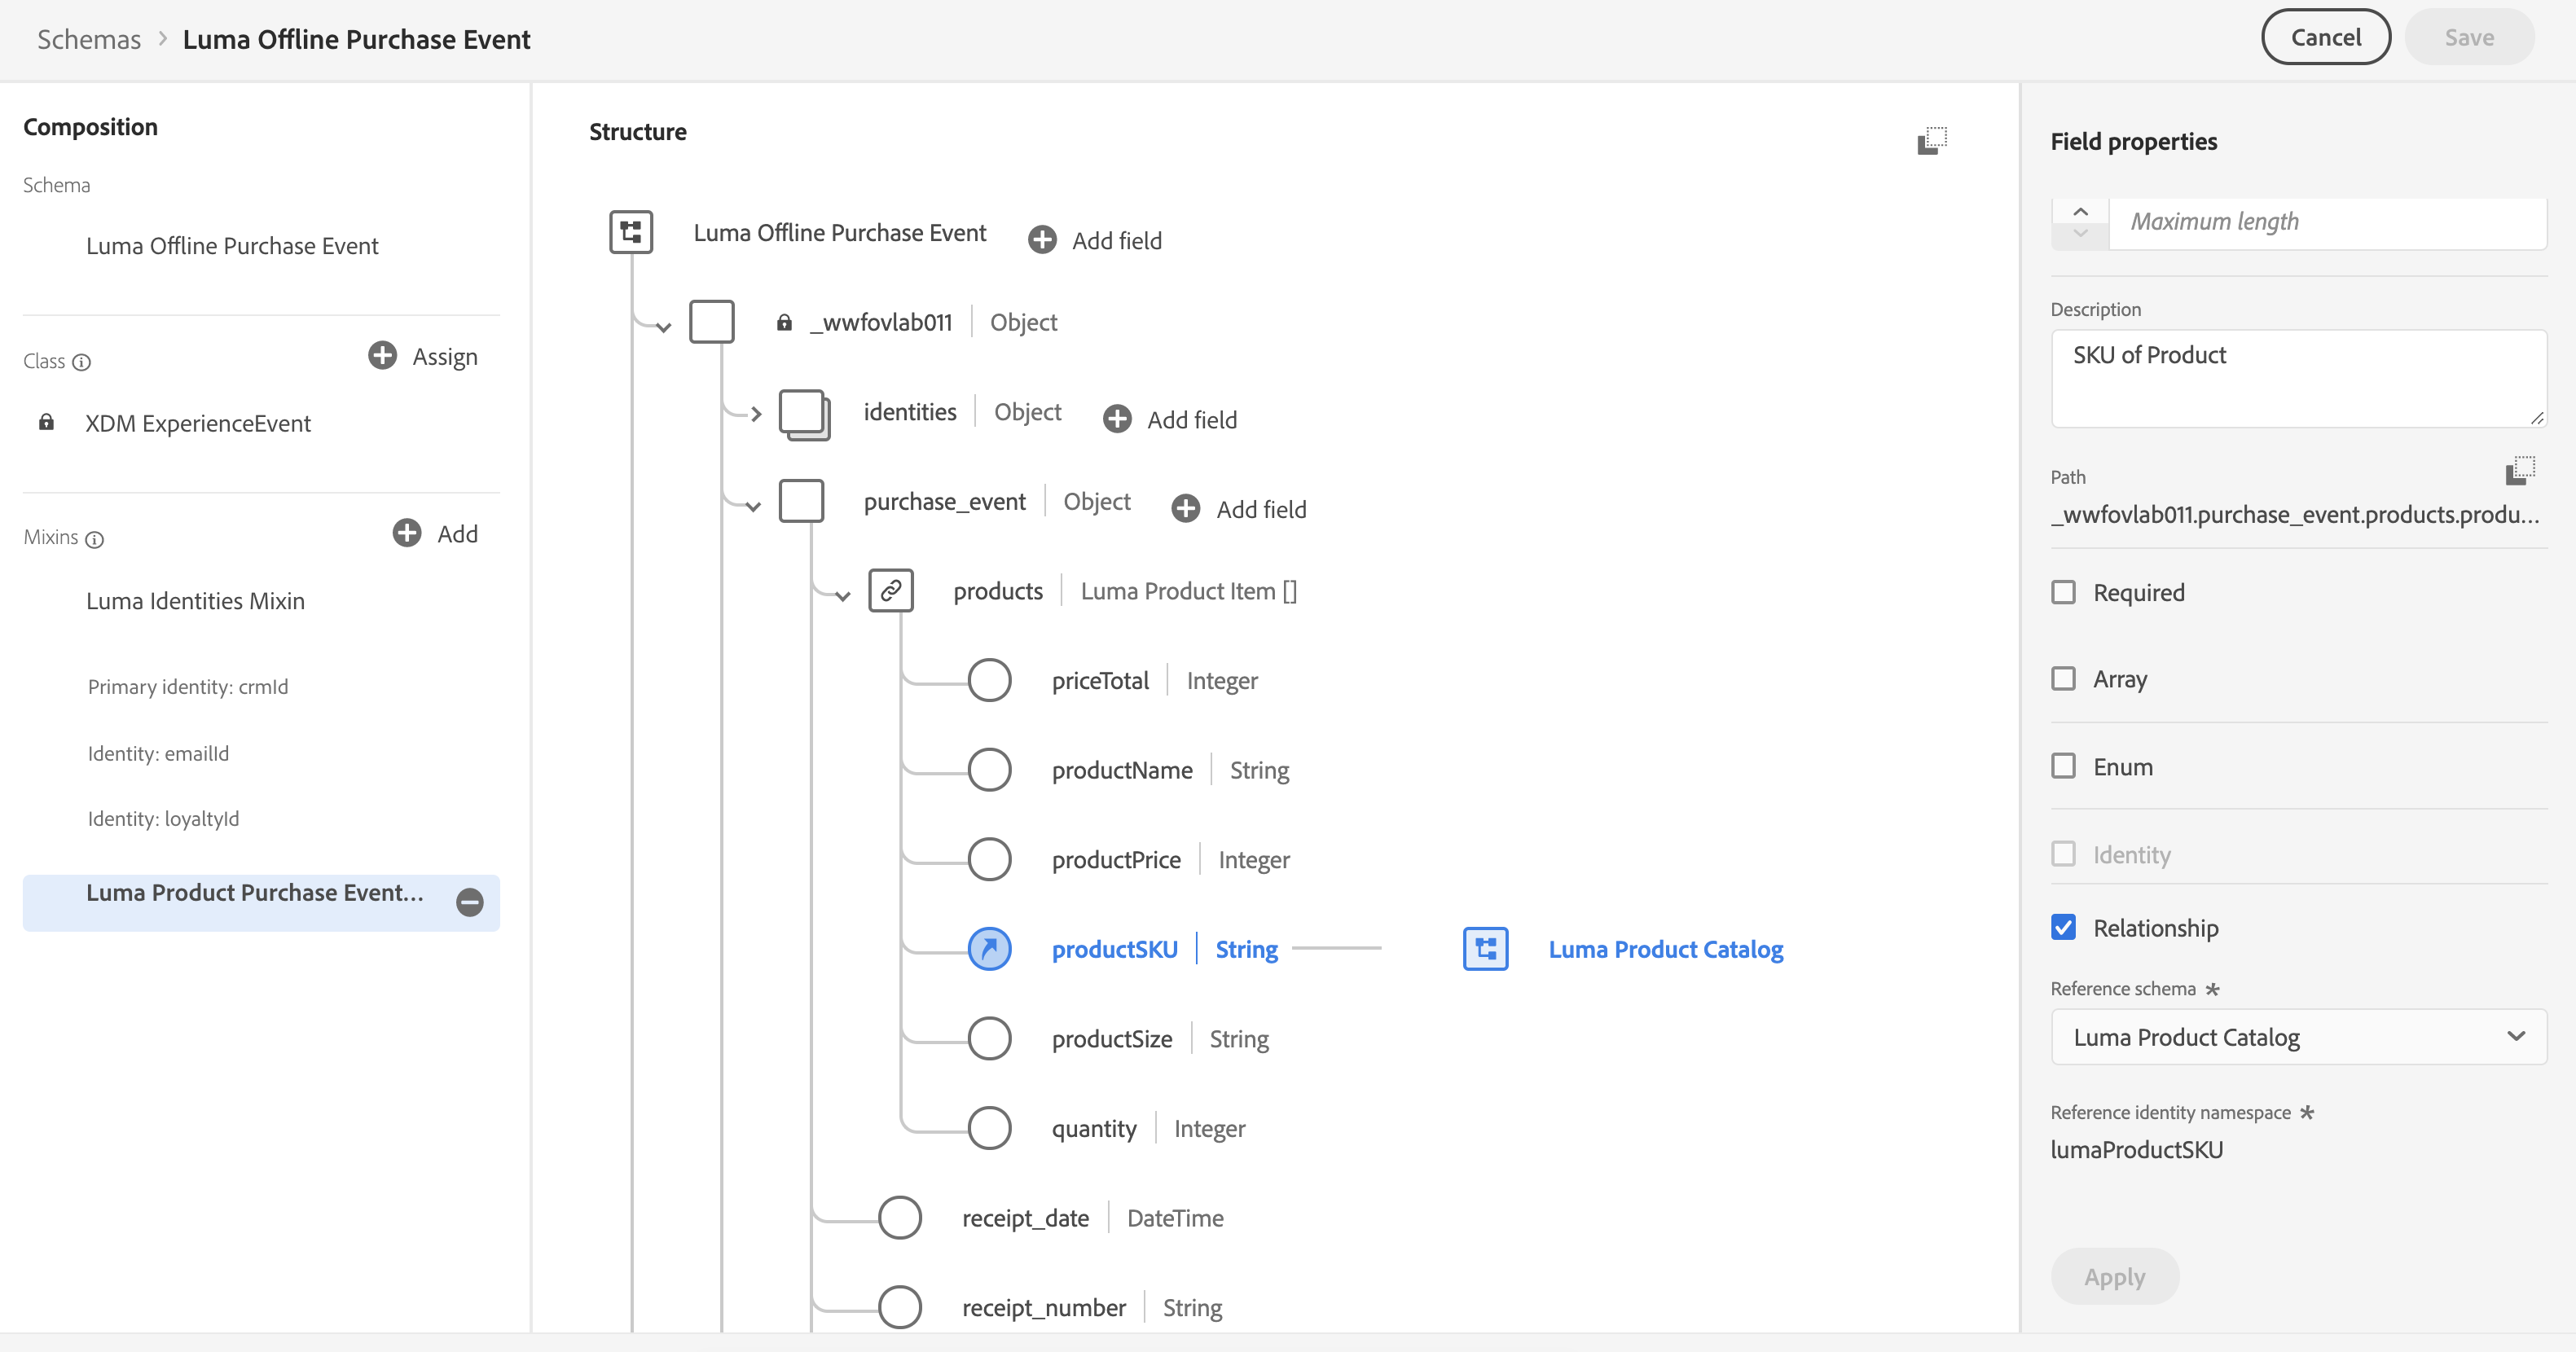 Schemas > Luma Offline Purchase Event
Cancel
Save
Composition
Schema
Luma Offline Purchase Event
Class
Assign
XDM ExperienceEvent
Mixins
Add
Luma Identities Mixin
Primary identity: crmId
Identity: emailId
Identity: loyaltyId
Luma Product Purchase Event...
Structure
Luma Offline Purchase Event
Add field
_wwfovlab011 | Object
identities | Object
Add field
purchase_event | Object
Add field
products | Luma Product Item []
priceTotal | Integer
productName | String
productPrice | Integer
productSKU | String
Luma Product Catalog
productSize | String
quantity | Integer
receipt_date | DateTime
receipt_number | String
Field properties
Maximum length
Description
SKU of Product
Path
_wwfovlab011.purchase_event.products.produ...
Required
Array
Enum
Identity
Relationship
Reference schema *
Luma Product Catalog
Reference identity namespace *
lumaProductSKU
Apply